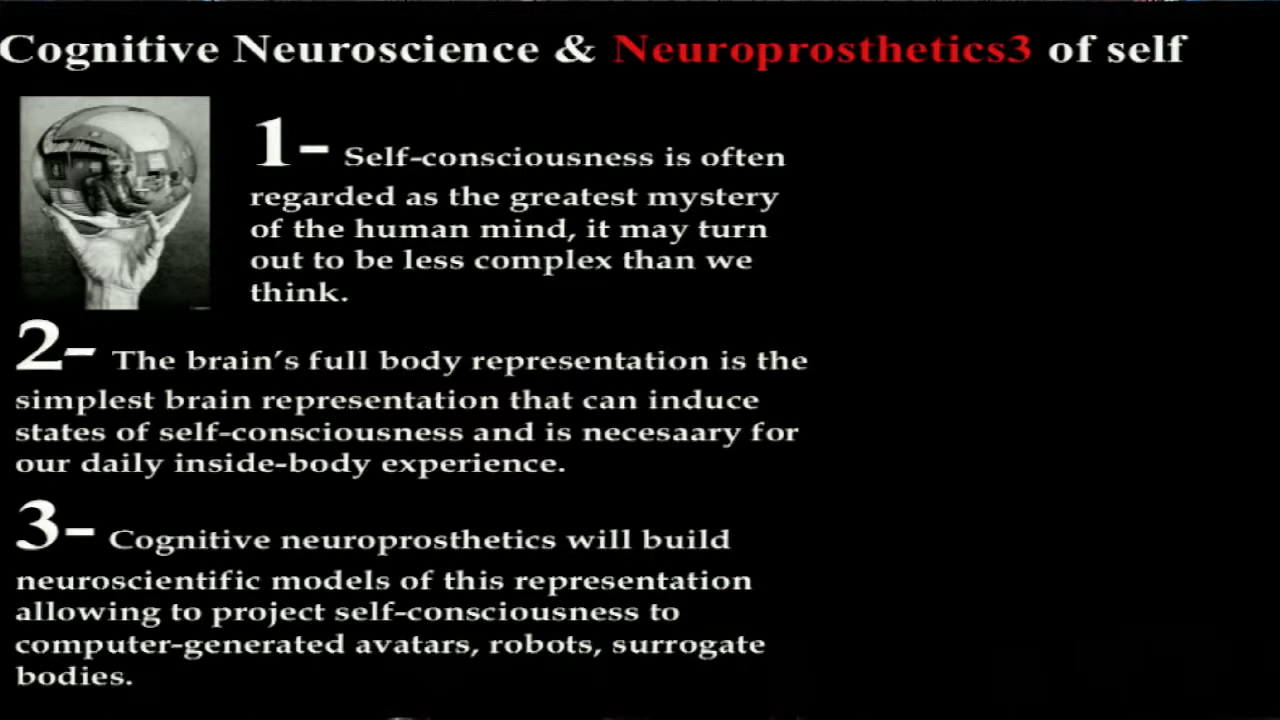 Cognitive Neuroscience & Neuroprosthetics3 of self
1- Self-consciousness is often
regarded as the greatest mystery
of the human mind, it may turn
out to be less complex than we
think.
2- The brain's full body representation is the
simplest brain representation that can induce
states of self-consciousness and is necesaary for
our daily inside-body experience.
3- Cognitive neuroprosthetics will build
neuroscientific models of this representation
allowing to project self-consciousness to
computer-generated avatars, robots, surrogate
bodies.